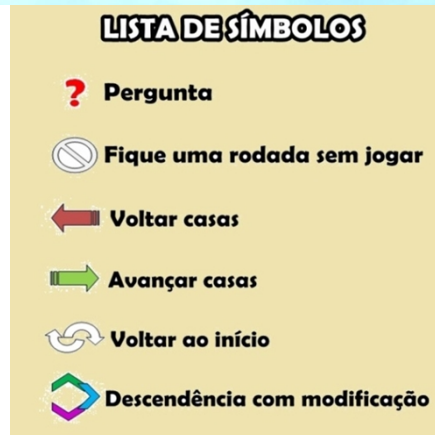 LISTA DE SÍMBOLOS
? Pergunta
Fique uma rodada sem jogar
Voltar casas
Avançar casas
Voltar ao início
Descendência com modificação